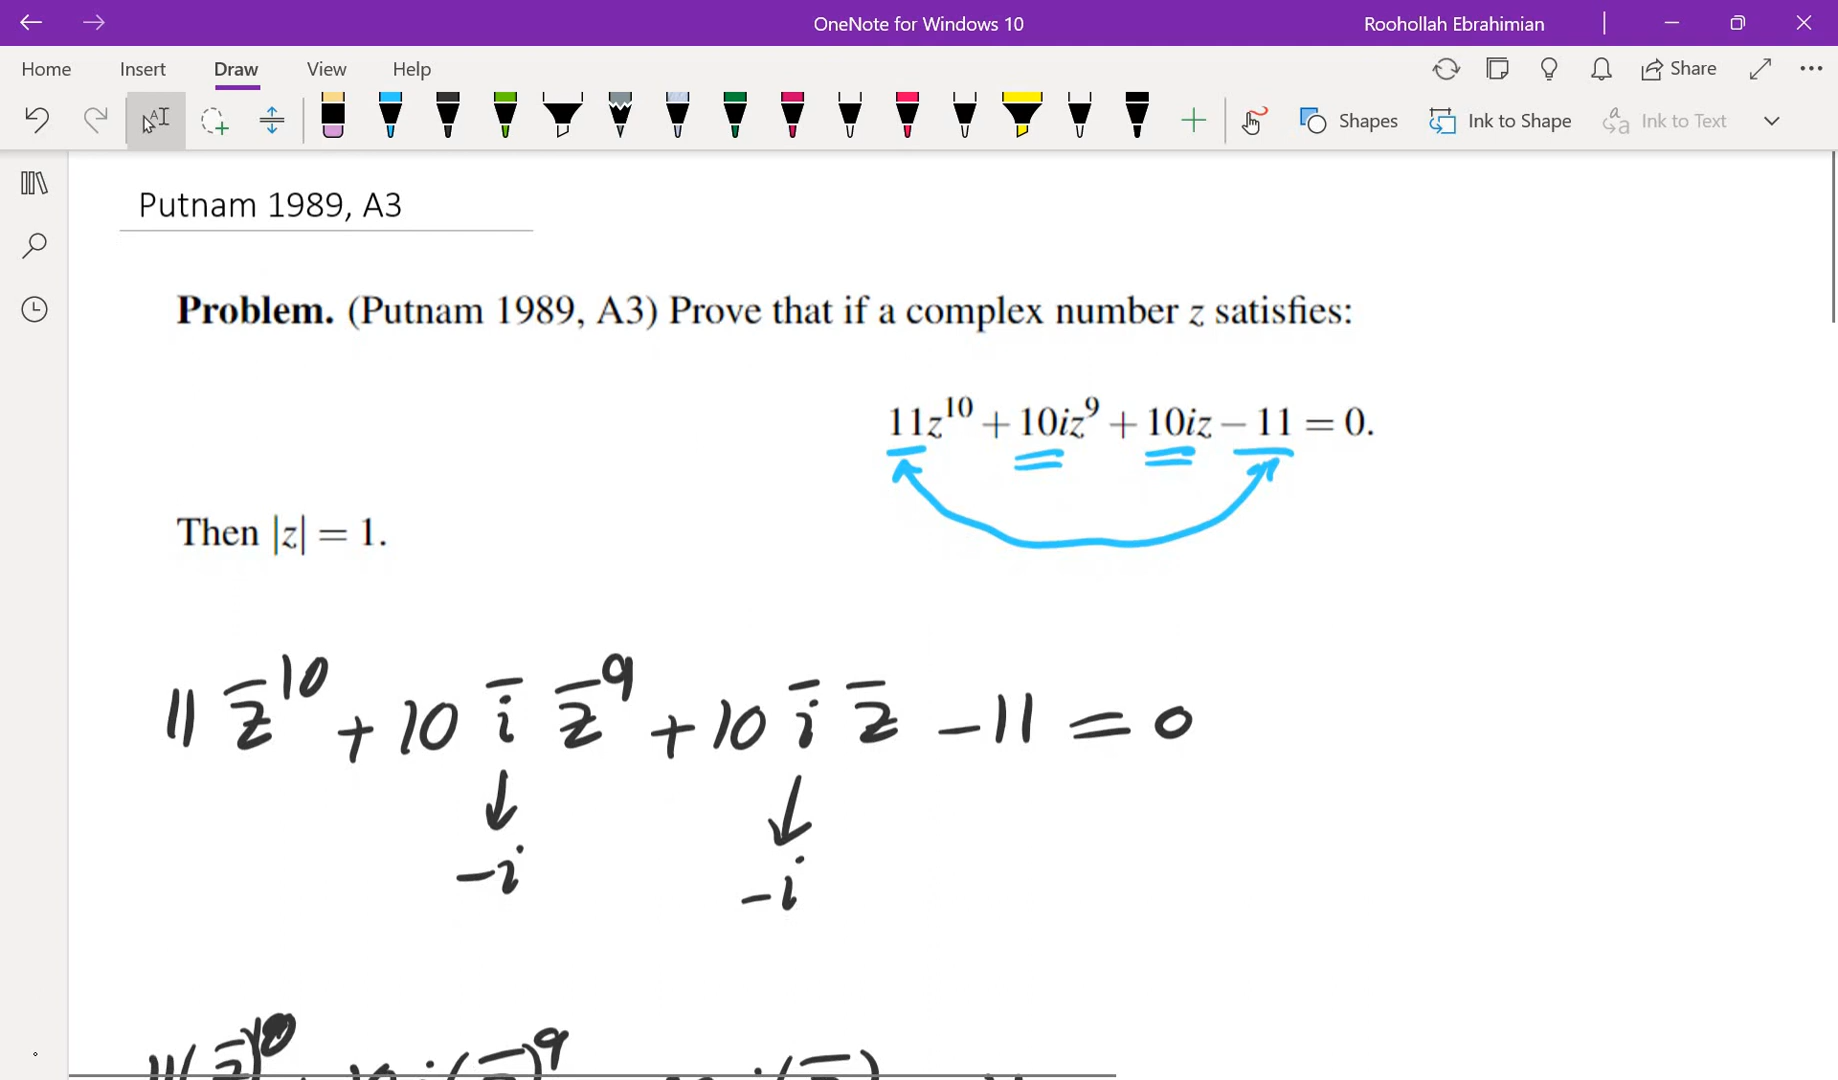 OneNote for Windows 10
Roohollah Ebrahimian
Home Insert Draw View Help
Share
Shapes Ink to Shape Ink to Text
Putnam 1989, A3
Problem. (Putnam 1989, A3) Prove that if a complex number z satisfies:
11z^10 + 10iz^9 + 10iz − 11 = 0.
Then |z| = 1.
11 z̄^10 + 10 ī z̄^9 + 10 ī z̄ − 11 = 0
↓ ↓
−i −i